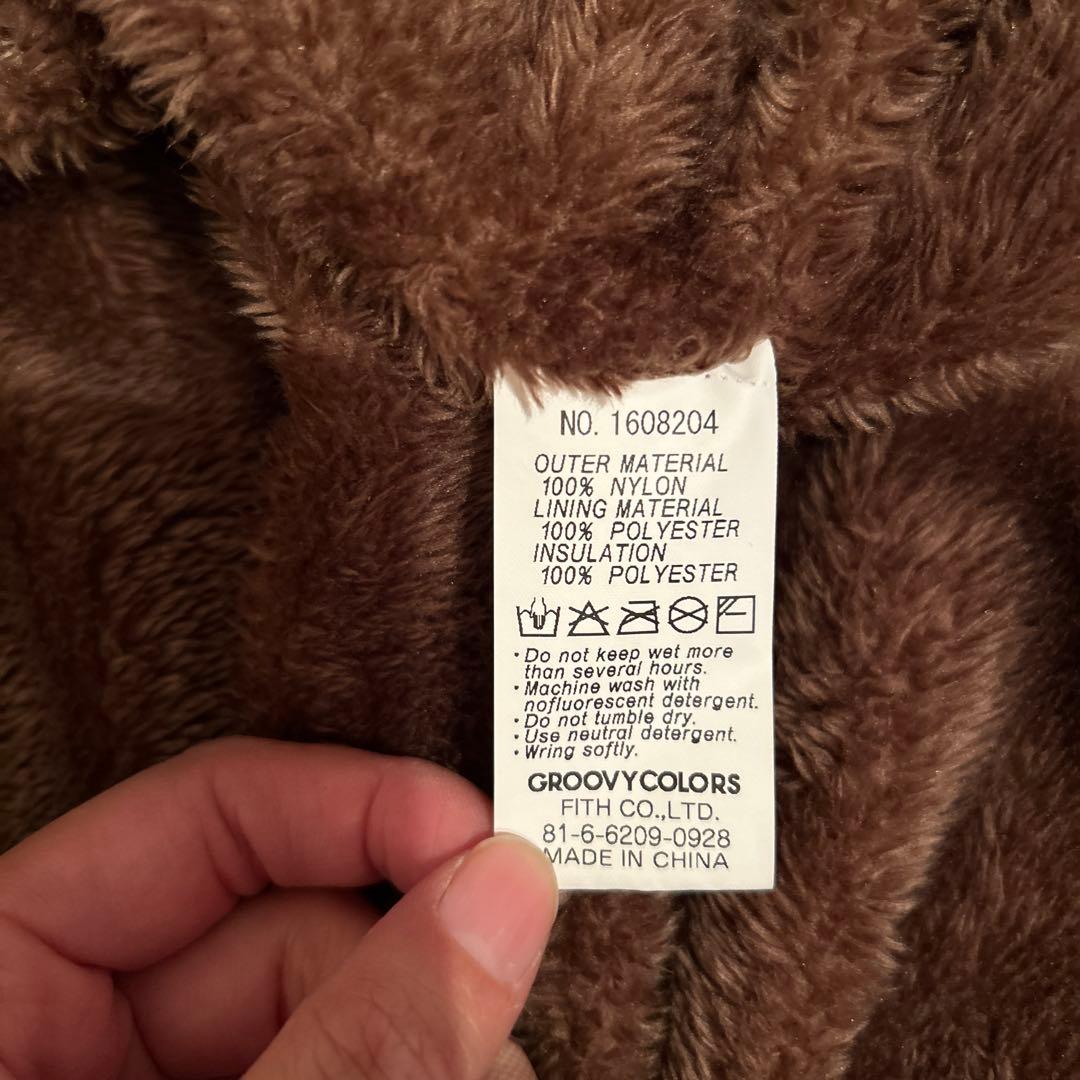 NO. 1608204
OUTER MATERIAL
100% NYLON
LINING MATERIAL
100% POLYESTER
INSULATION
100% POLYESTER
・Do not keep wet more
than several hours.
・Machine wash with
nofluorescent detergent.
・Do not tumble dry.
・Use neutral detergent.
・Wring softly.
GROOVYCOLORS
FITH CO.,LTD.
81-6-6209-0928
MADE IN CHINA